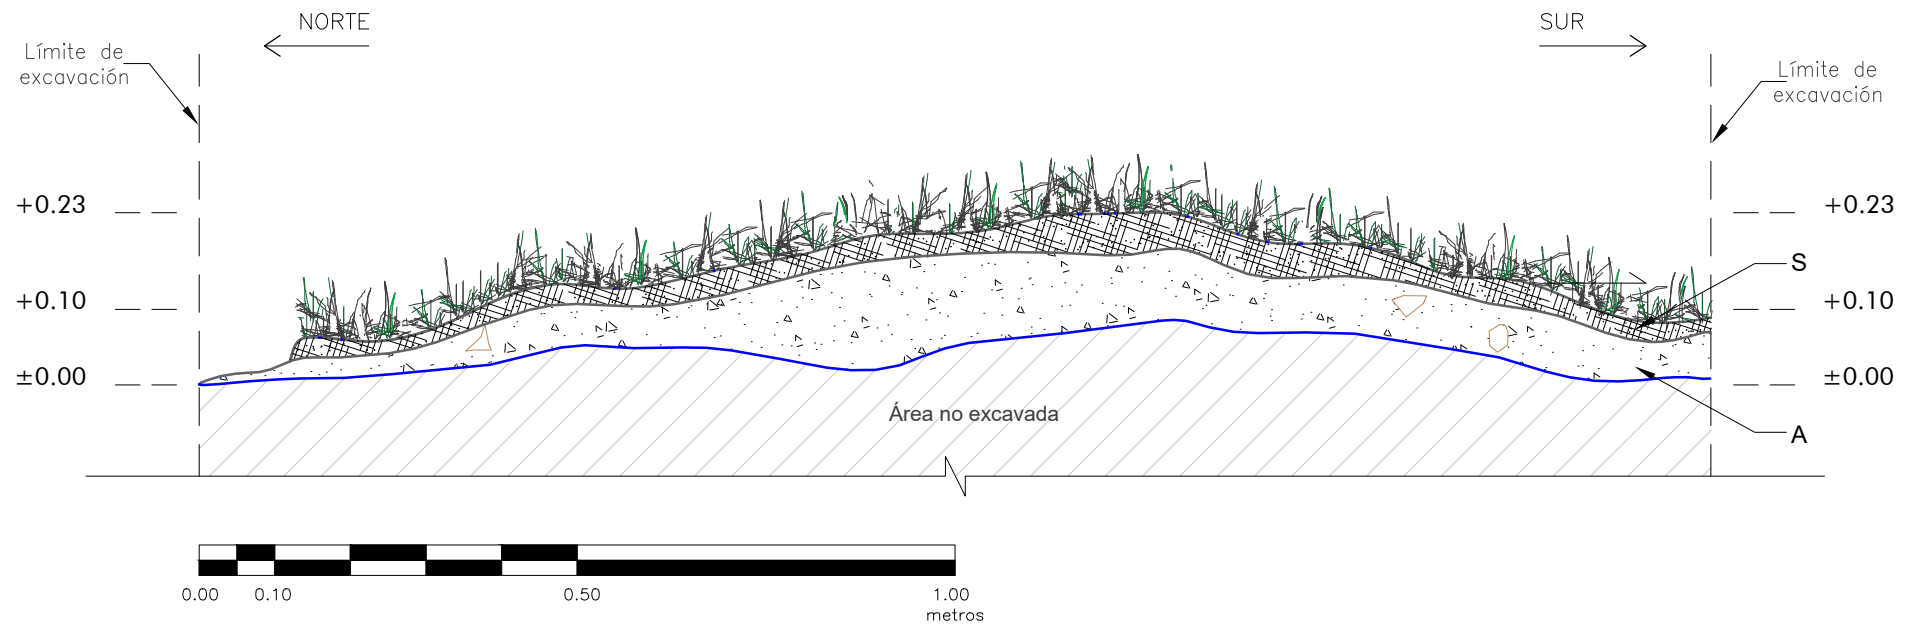 NORTE
SUR
Límite de
excavación
Límite de
excavación
+0.23
+0.23
S
+0.10
+0.10
±0.00
±0.00
Área no excavada
A
0.00 0.10 0.50 1.00
metros